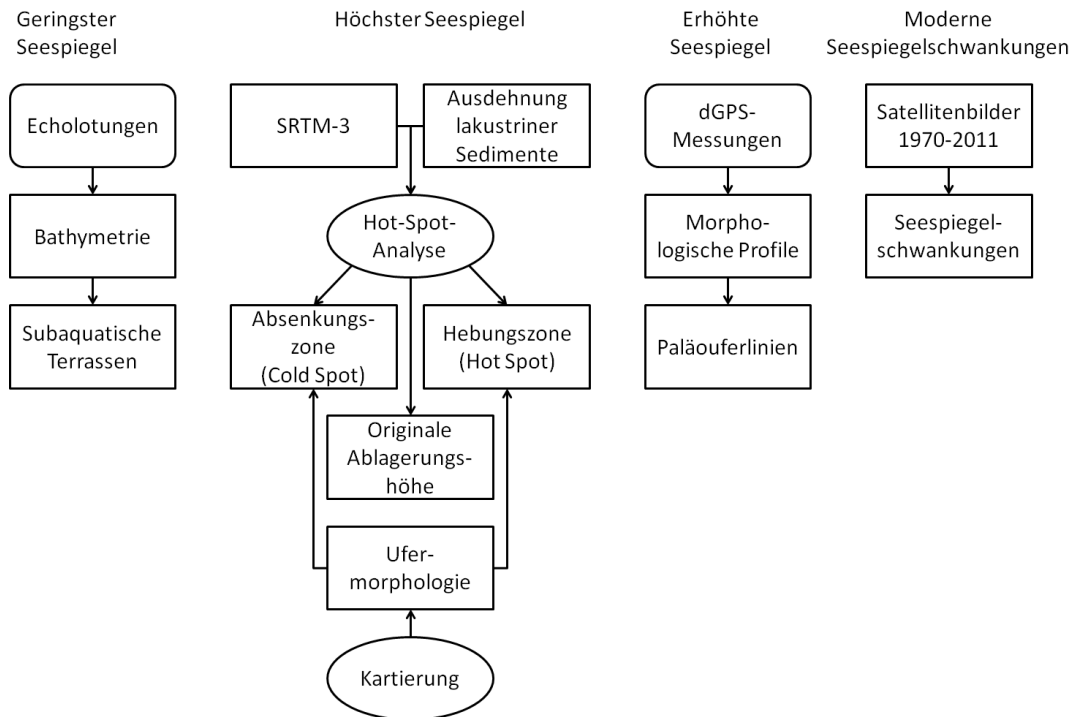 Geringster
Seespiegel
Echolotungen
Bathymetrie
Subaquatische
Terrassen
Höchster Seespiegel
SRTM-3
Ausdehnung
lakustriner
Sedimente
Hot-Spot-
Analyse
Absenkungs-
zone
(Cold Spot)
Hebungszone
(Hot Spot)
Originale
Ablagerungs-
höhe
Ufer-
morphologie
Kartierung
Erhöhte
Seespiegel
dGPS-
Messungen
Morpho-
logische Profile
Paläouferlinien
Moderne
Seespiegelschwankungen
Satellitenbilder
1970-2011
Seespiegel-
schwankungen